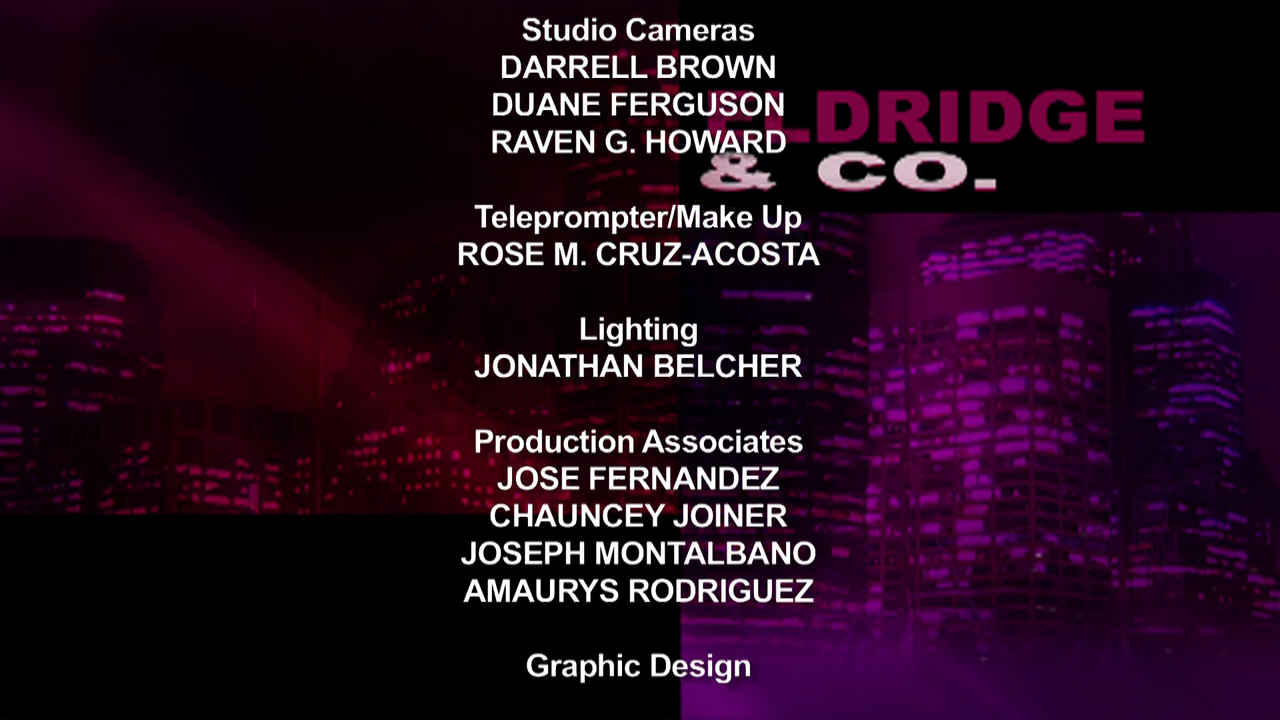 Studio Cameras
DARRELL BROWN
DUANE FERGUSON
RAVEN G. HOWARD
ELDRIDGE
& CO.
Teleprompter/Make Up
ROSE M. CRUZ-ACOSTA
Lighting
JONATHAN BELCHER
Production Associates
JOSE FERNANDEZ
CHAUNCEY JOINER
JOSEPH MONTALBANO
AMAURYS RODRIGUEZ
Graphic Design